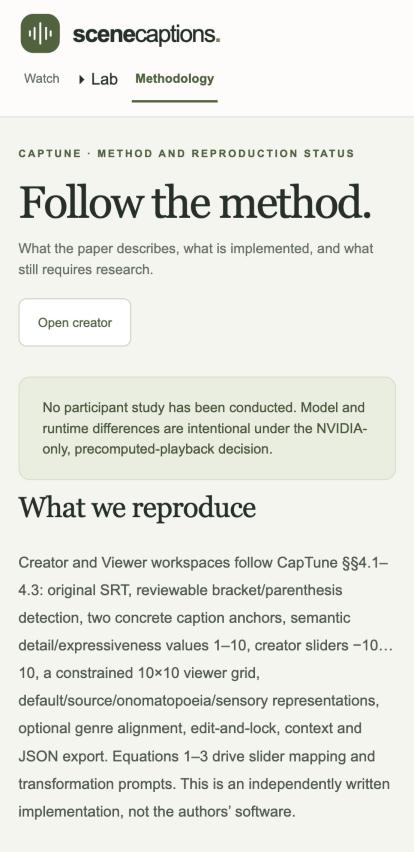 scenecaptions.
Watch Lab Methodology
CAPTUNE · METHOD AND REPRODUCTION STATUS
Follow the method.
What the paper describes, what is implemented, and what
still requires research.
Open creator
No participant study has been conducted. Model and
runtime differences are intentional under the NVIDIA-
only, precomputed-playback decision.
What we reproduce
Creator and Viewer workspaces follow CapTune §§4.1–
4.3: original SRT, reviewable bracket/parenthesis
detection, two concrete caption anchors, semantic
detail/expressiveness values 1–10, creator sliders −10…
10, a constrained 10×10 viewer grid,
default/source/onomatopoeia/sensory representations,
optional genre alignment, edit-and-lock, context and
JSON export. Equations 1–3 drive slider mapping and
transformation prompts. This is an independently written
implementation, not the authors’ software.